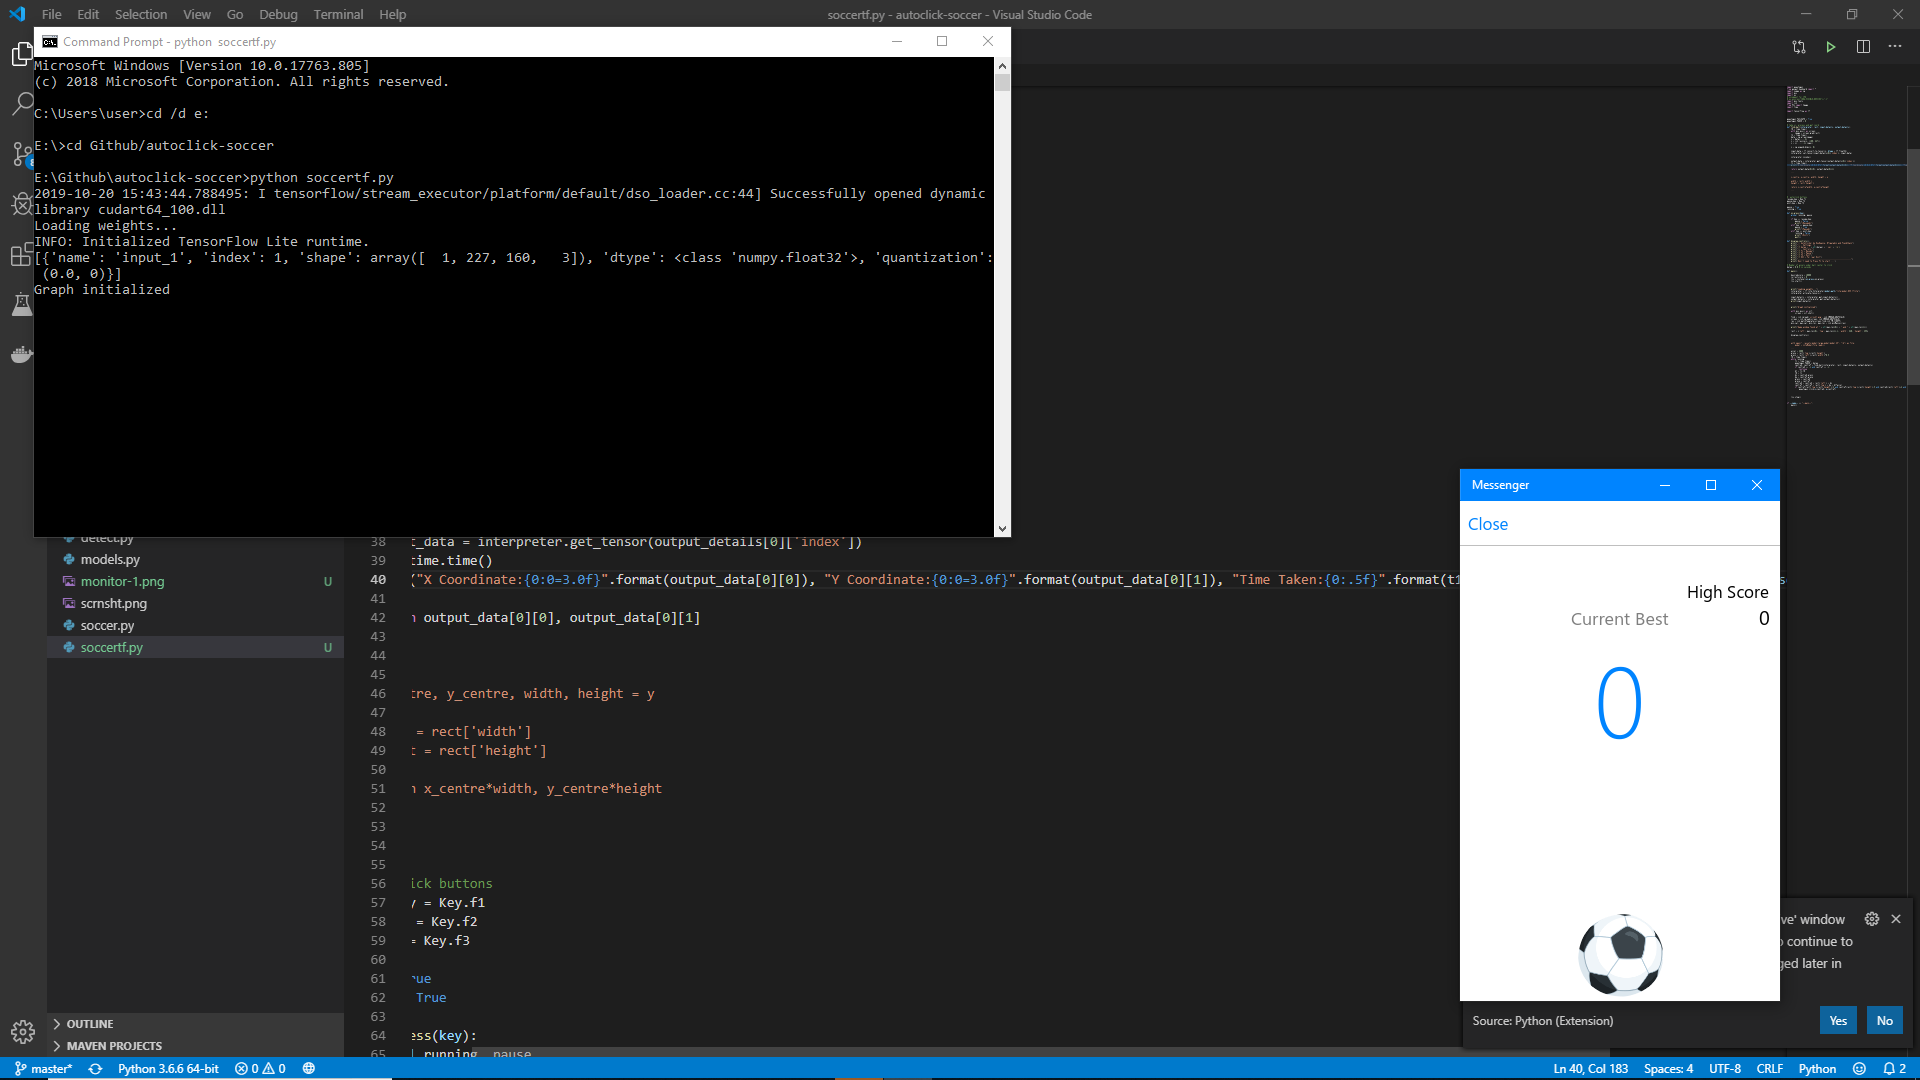 File Edit Selection View Go Debug Terminal Help
soccertf.py - autoclick-soccer - Visual Studio Code
Command Prompt - python  soccertf.py
Microsoft Windows [Version 10.0.17763.805]
(c) 2018 Microsoft Corporation. All rights reserved.
C:\Users\user>cd /d e:
E:\>cd Github/autoclick-soccer
E:\Github\autoclick-soccer>python soccertf.py
2019-10-20 15:43:44.788495: I tensorflow/stream_executor/platform/default/dso_loader.cc:44] Successfully opened dynamic
library cudart64_100.dll
Loading weights...
INFO: Initialized TensorFlow Lite runtime.
[{'name': 'input_1', 'index': 1, 'shape': array([  1, 227, 160,   3]), 'dtype': <class 'numpy.float32'>, 'quantization':
(0.0, 0)}]
Graph initialized
detect.py
models.py
monitor-1.png U
scrnsht.png
soccer.py
soccertf.py U
OUTLINE
MAVEN PROJECTS
38 t_data = interpreter.get_tensor(output_details[0]['index'])
39 time.time()
40 ("X Coordinate:{0:0=3.0f}".format(output_data[0][0]), "Y Coordinate:{0:0=3.0f}".format(output_data[0][1]), "Time Taken:{0:.5f}".format(t1
41
42 n output_data[0][0], output_data[0][1]
43
44
45
46 tre, y_centre, width, height = y
47
48 = rect['width']
49 t = rect['height']
50
51 n x_centre*width, y_centre*height
52
53
54
55
56 ick buttons
57 y = Key.f1
58 = Key.f2
59 = Key.f3
60
61 rue
62 True
63
64 ess(key):
65 l running, pause
Messenger
Close
High Score
Current Best 0
0
ve' window
o continue to
ged later in
Source: Python (Extension)
Yes No
master* Python 3.6.6 64-bit 0 0
Ln 40, Col 183 Spaces: 4 UTF-8 CRLF Python 2